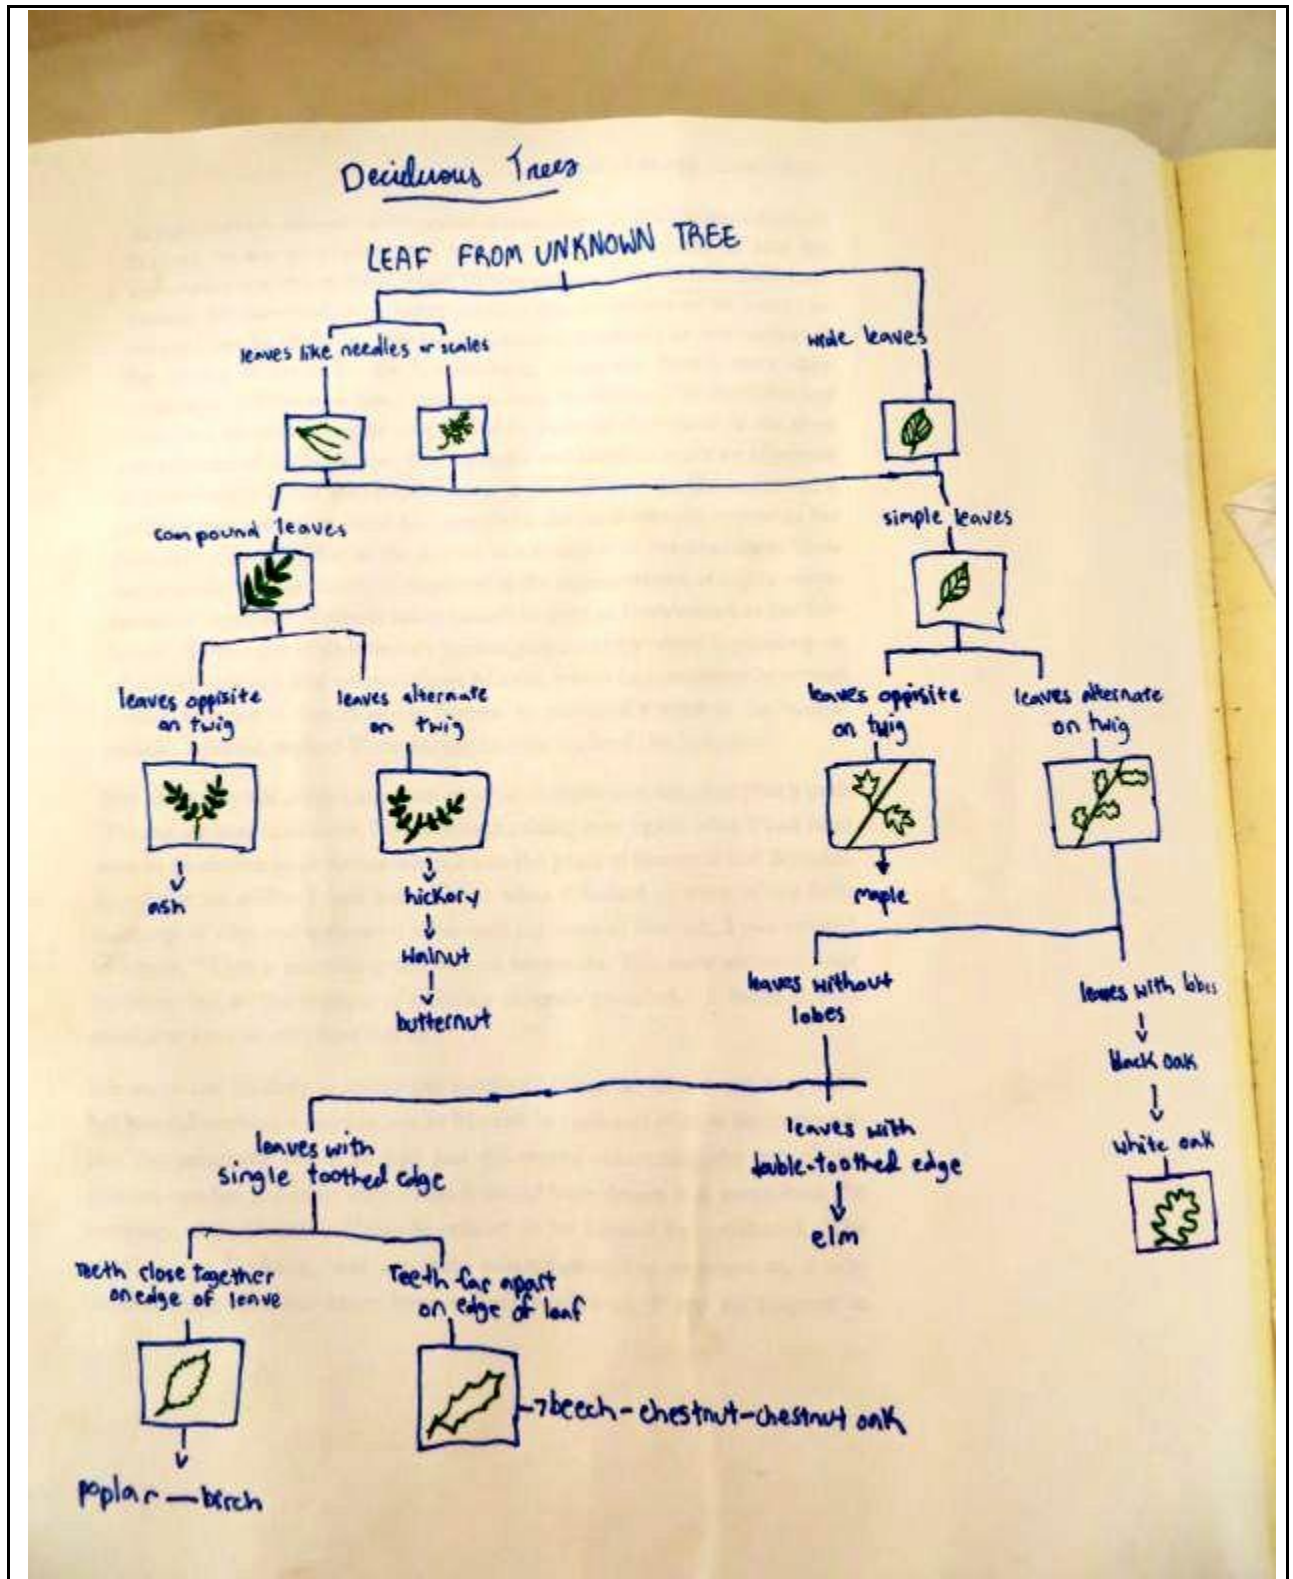 Deciduous Trees
LEAF FROM UNKNOWN TREE
leaves like needles or scales
wide leaves
compound leaves
simple leaves
leaves oppisite
on twig
leaves alternate
on twig
leaves oppisite
on twig
leaves alternate
on twig
ash
hickory
walnut
butternut
maple
leaves without
lobes
leaves with lobes
black oak
white oak
leaves with
single toothed edge
leaves with
double-toothed edge
elm
Teeth close together
on edge of leave
Teeth far apart
on edge of leaf
beech-chestnut-chestnut oak
poplar — birch